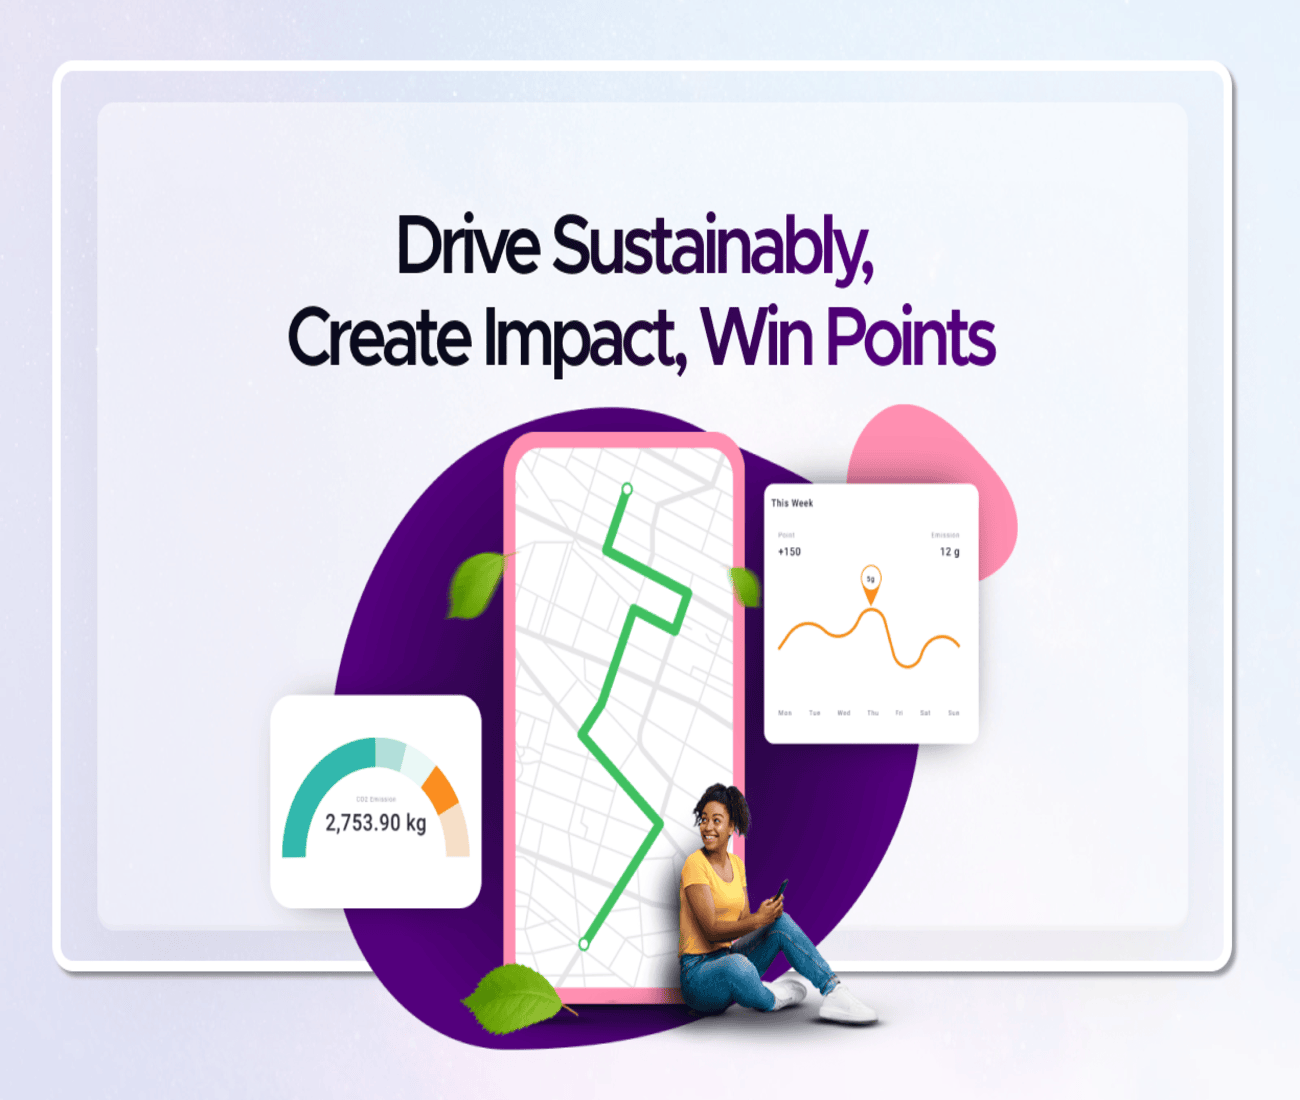 Drive Sustainably,
Create Impact, Win Points
This Week
Point
Emission
+150
12 g
5g
Mon Tue Wed Thu Fri Sat Sun
CO2 Emission
2,753.90 kg